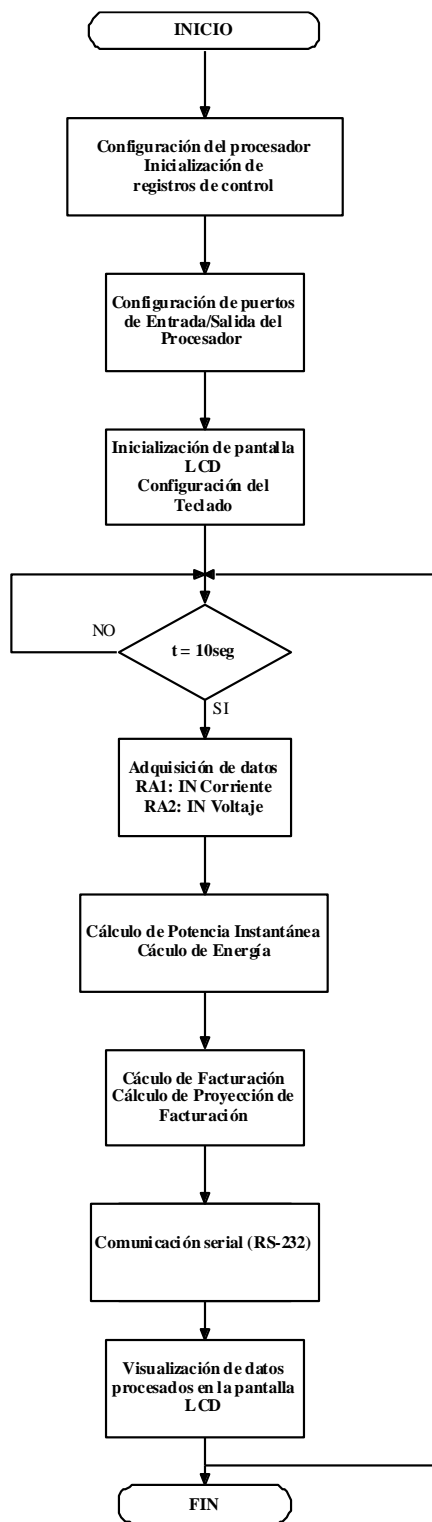 INICIO
Configuración del procesador
Inicialización de
registros de control
Configuración de puertos
de Entrada/Salida del
Procesador
Inicialización de pantalla
LCD
Configuración del
Teclado
NO
t = 10seg
SI
Adquisición de datos
RA1: IN Corriente
RA2: IN Voltaje
Cálculo de Potencia Instantánea
Cáculo de Energía
Cáculo de Facturación
Cálculo de Proyección de
Facturación
Comunicación serial (RS-232)
Visualización de datos
procesados en la pantalla
LCD
FIN